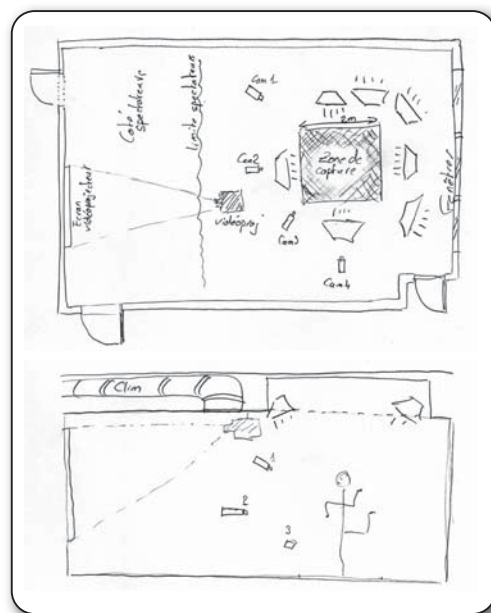 Cam1
Coté
spectateurs
limite spectateurs
2m
Zone de
capture
Cam2
Ecran
vidéoprojecteur
Fenêtres
vidéoproj
Cam3
Cam4
Clim
1
2
3